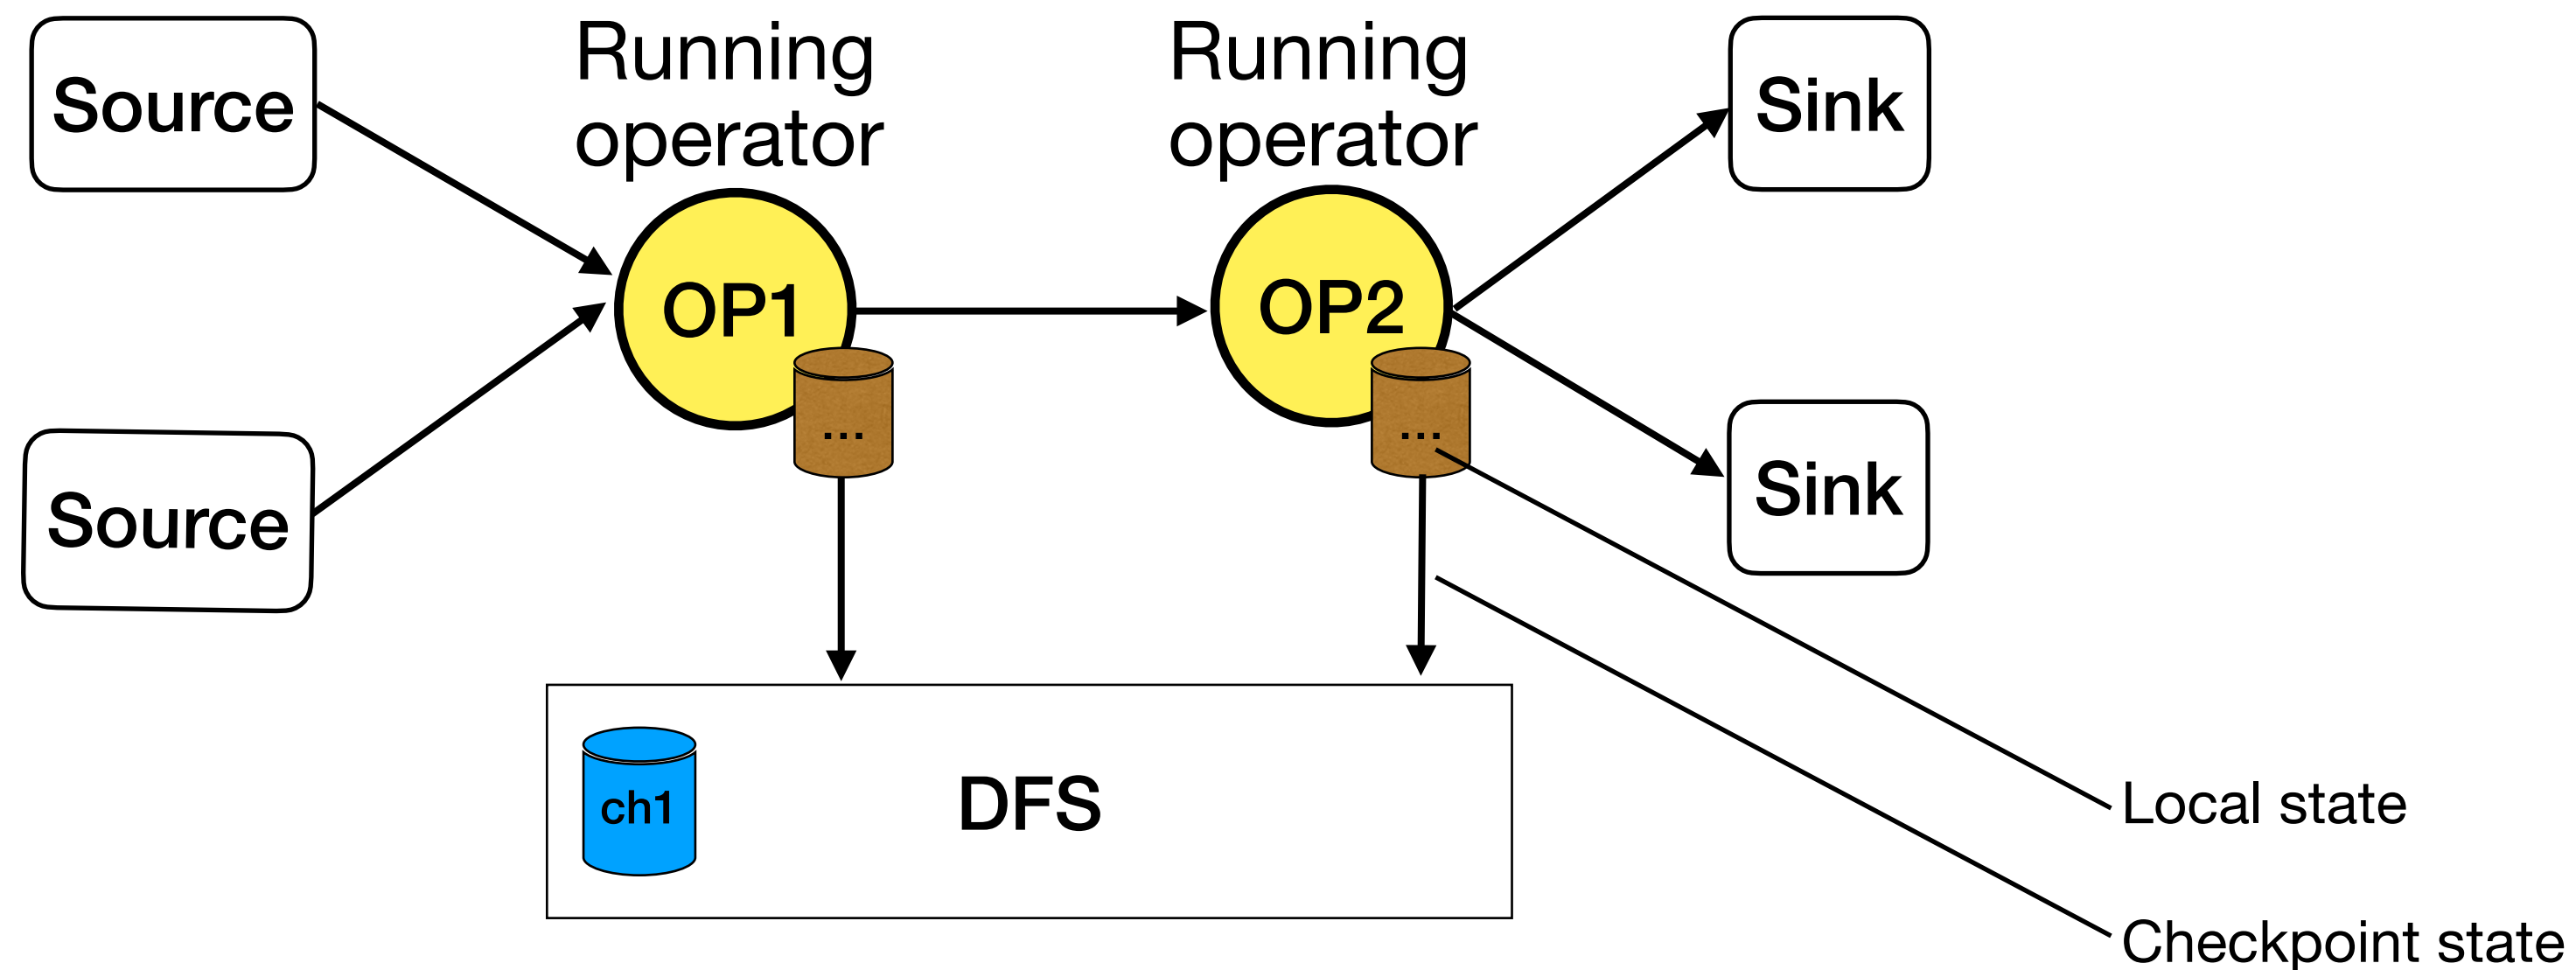 Running
operator
Running
operator
Source
Sink
OP1
OP2
...
...
Source
Sink
ch1
DFS
Local state
Checkpoint state